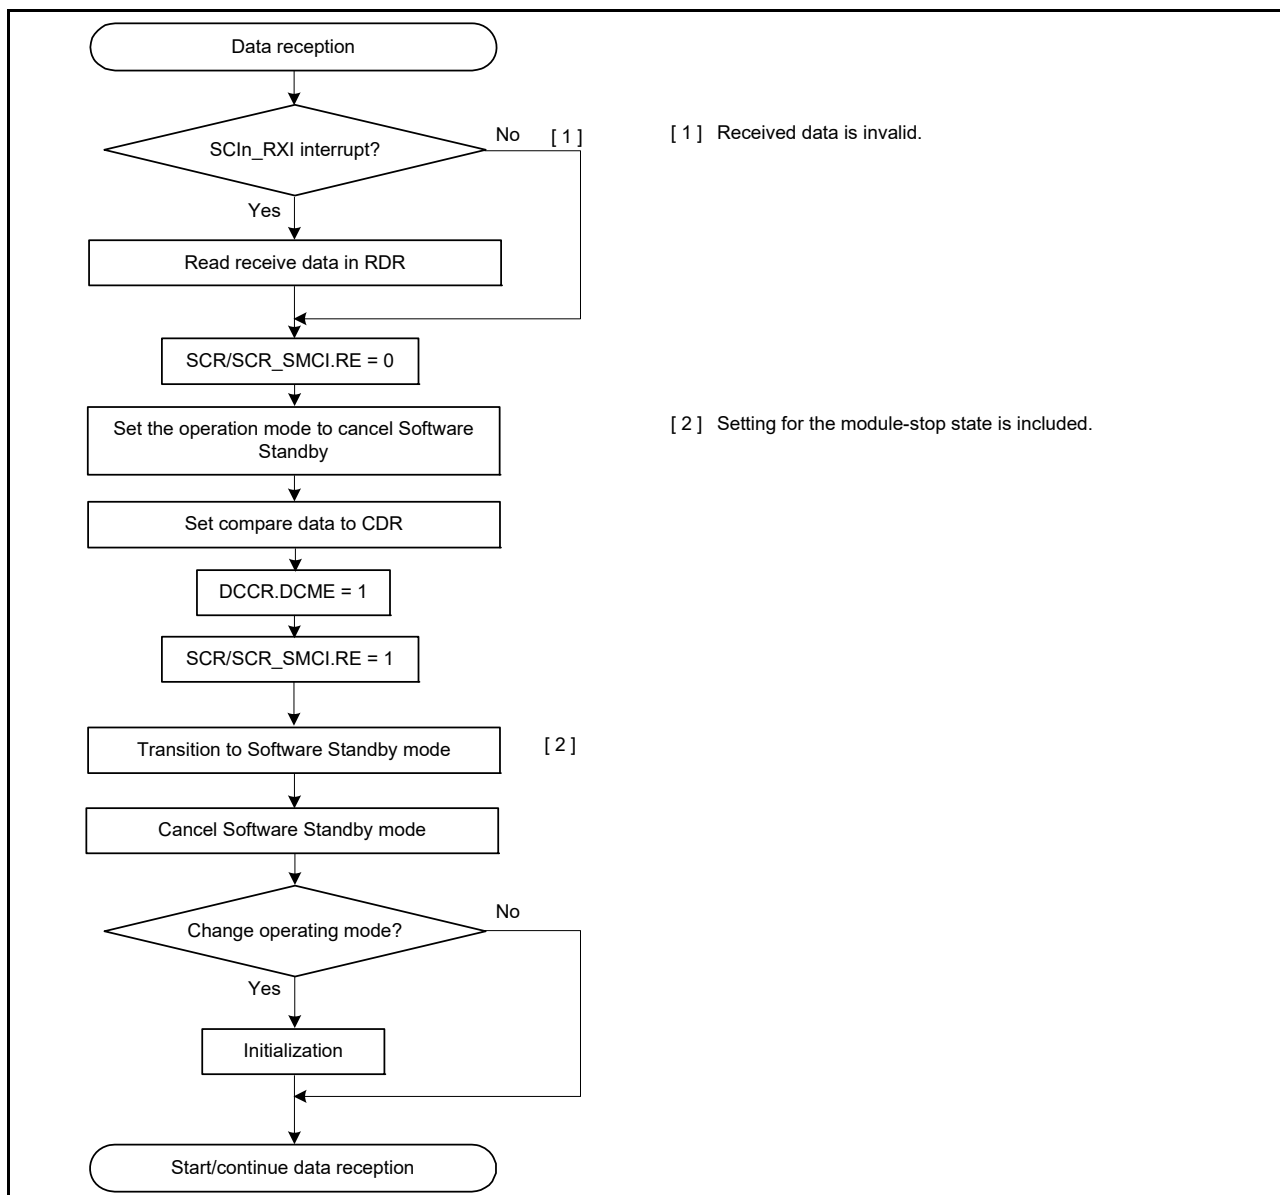 Data reception
SCIn_RXI interrupt?
No
[ 1 ]
[ 1 ] Received data is invalid.
Yes
Read receive data in RDR
SCR/SCR_SMCI.RE = 0
Set the operation mode to cancel Software
Standby
[ 2 ] Setting for the module-stop state is included.
Set compare data to CDR
DCCR.DCME = 1
SCR/SCR_SMCI.RE = 1
Transition to Software Standby mode
[ 2 ]
Cancel Software Standby mode
Change operating mode?
No
Yes
Initialization
Start/continue data reception